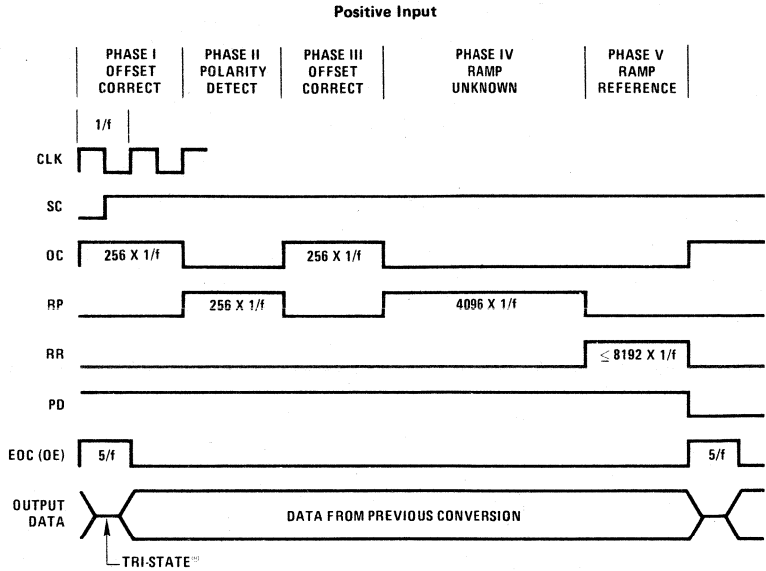 Positive Input
PHASE I
OFFSET
CORRECT
PHASE II
POLARITY
DETECT
PHASE III
OFFSET
CORRECT
PHASE IV
RAMP
UNKNOWN
PHASE V
RAMP
REFERENCE
1/f
CLK
SC
OC
256 X 1/f
256 X 1/f
RP
256 X 1/f
4096 X 1/f
RR
≤ 8192 X 1/f
PD
EOC (OE)
5/f
5/f
OUTPUT
DATA
DATA FROM PREVIOUS CONVERSION
TRI-STATE